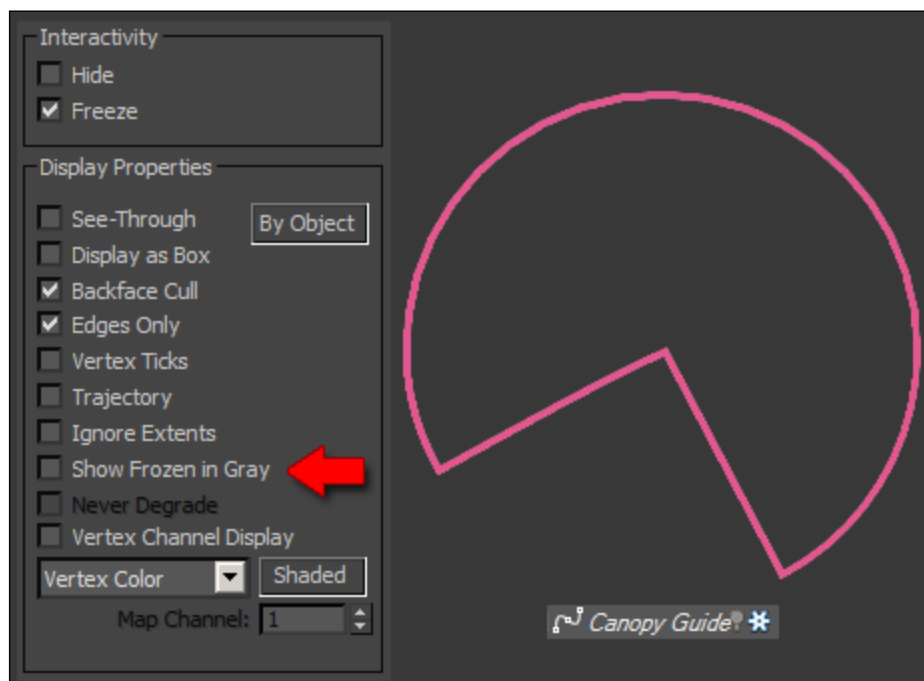 Interactivity
Hide
Freeze
Display Properties
See-Through
By Object
Display as Box
Backface Cull
Edges Only
Vertex Ticks
Trajectory
Ignore Extents
Show Frozen in Gray
Never Degrade
Vertex Channel Display
Vertex Color
Shaded
Map Channel: 1
Canopy Guide